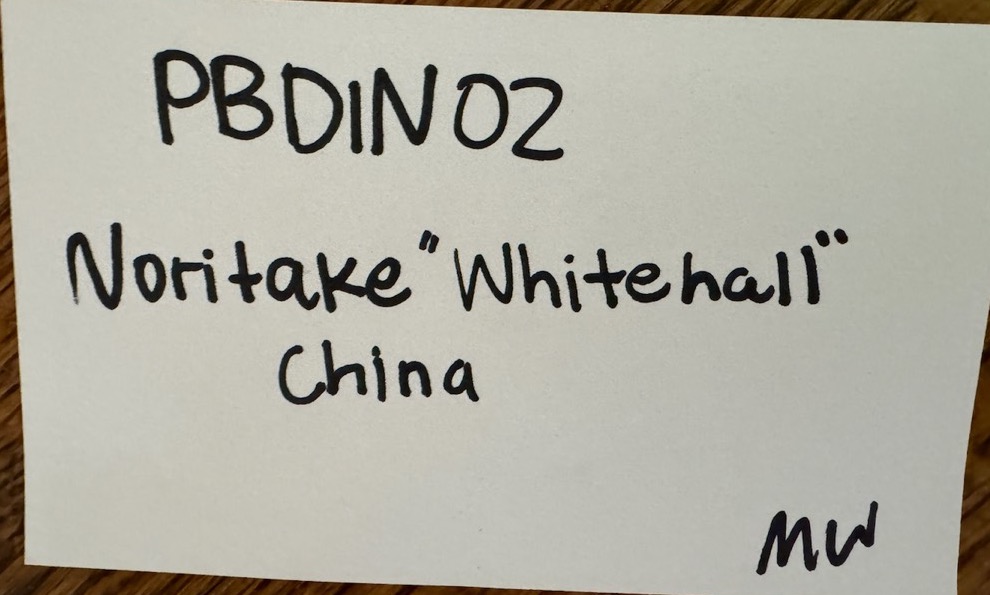 PBDIN02
Noritake "Whitehall"
China
MW